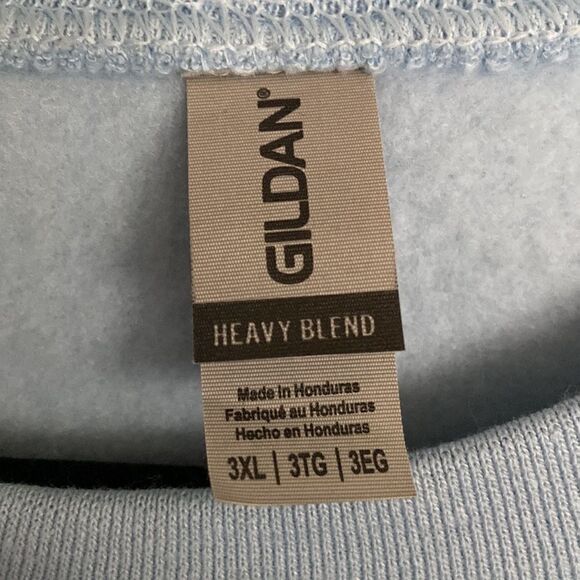 GILDAN®
HEAVY BLEND
Made in Honduras
Fabriqué au Honduras
Hecho en Honduras
3XL | 3TG | 3EG